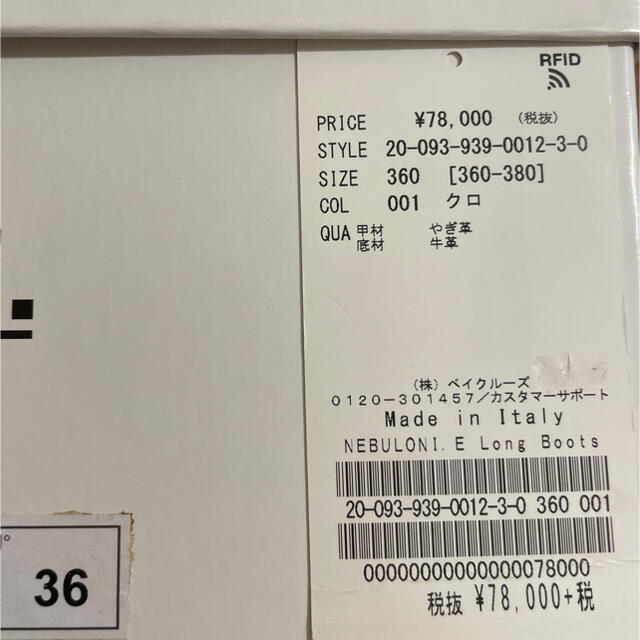 RFID
PRICE ¥78,000 (税抜)
STYLE 20-093-939-0012-3-0
SIZE 360 [360-380]
COL 001 クロ
QUA 甲材 やぎ革
底材 牛革
(株) ベイクルーズ
0120-301457/カスタマーサポート
Made in Italy
NEBULONI. E Long Boots
20-093-939-0012-3-0 360 001
00000000000000078000
税抜 ¥78,000+税
36